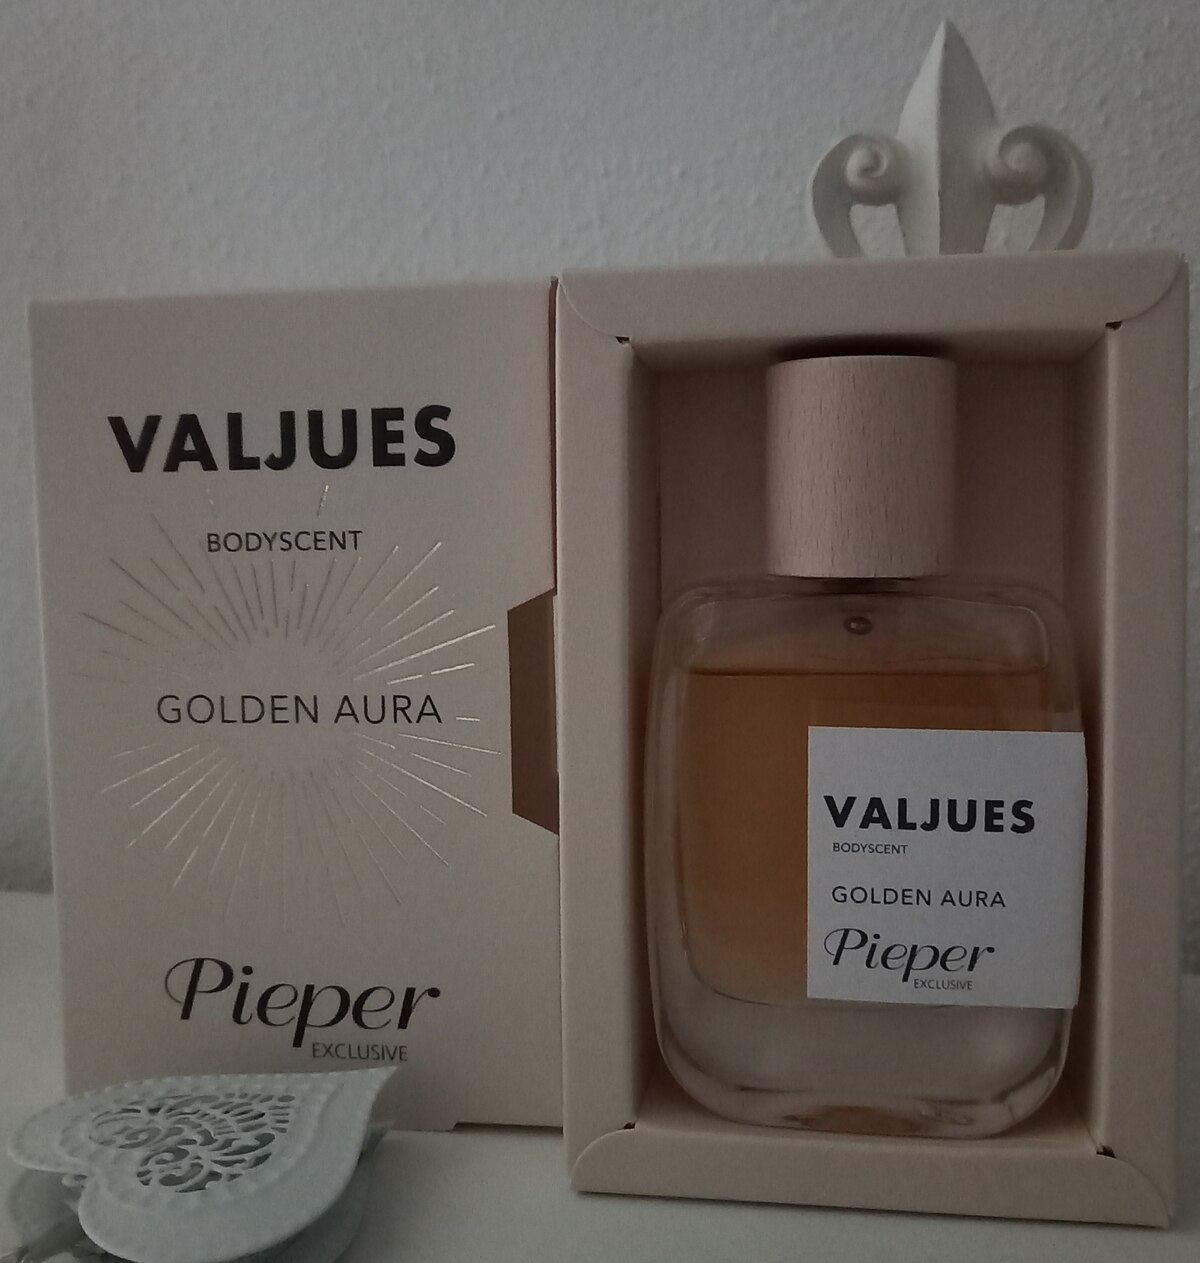 VALJUES
BODYSCENT
GOLDEN AURA
Pieper
EXCLUSIVE
VALJUES
BODYSCENT
GOLDEN AURA
Pieper
EXCLUSIVE